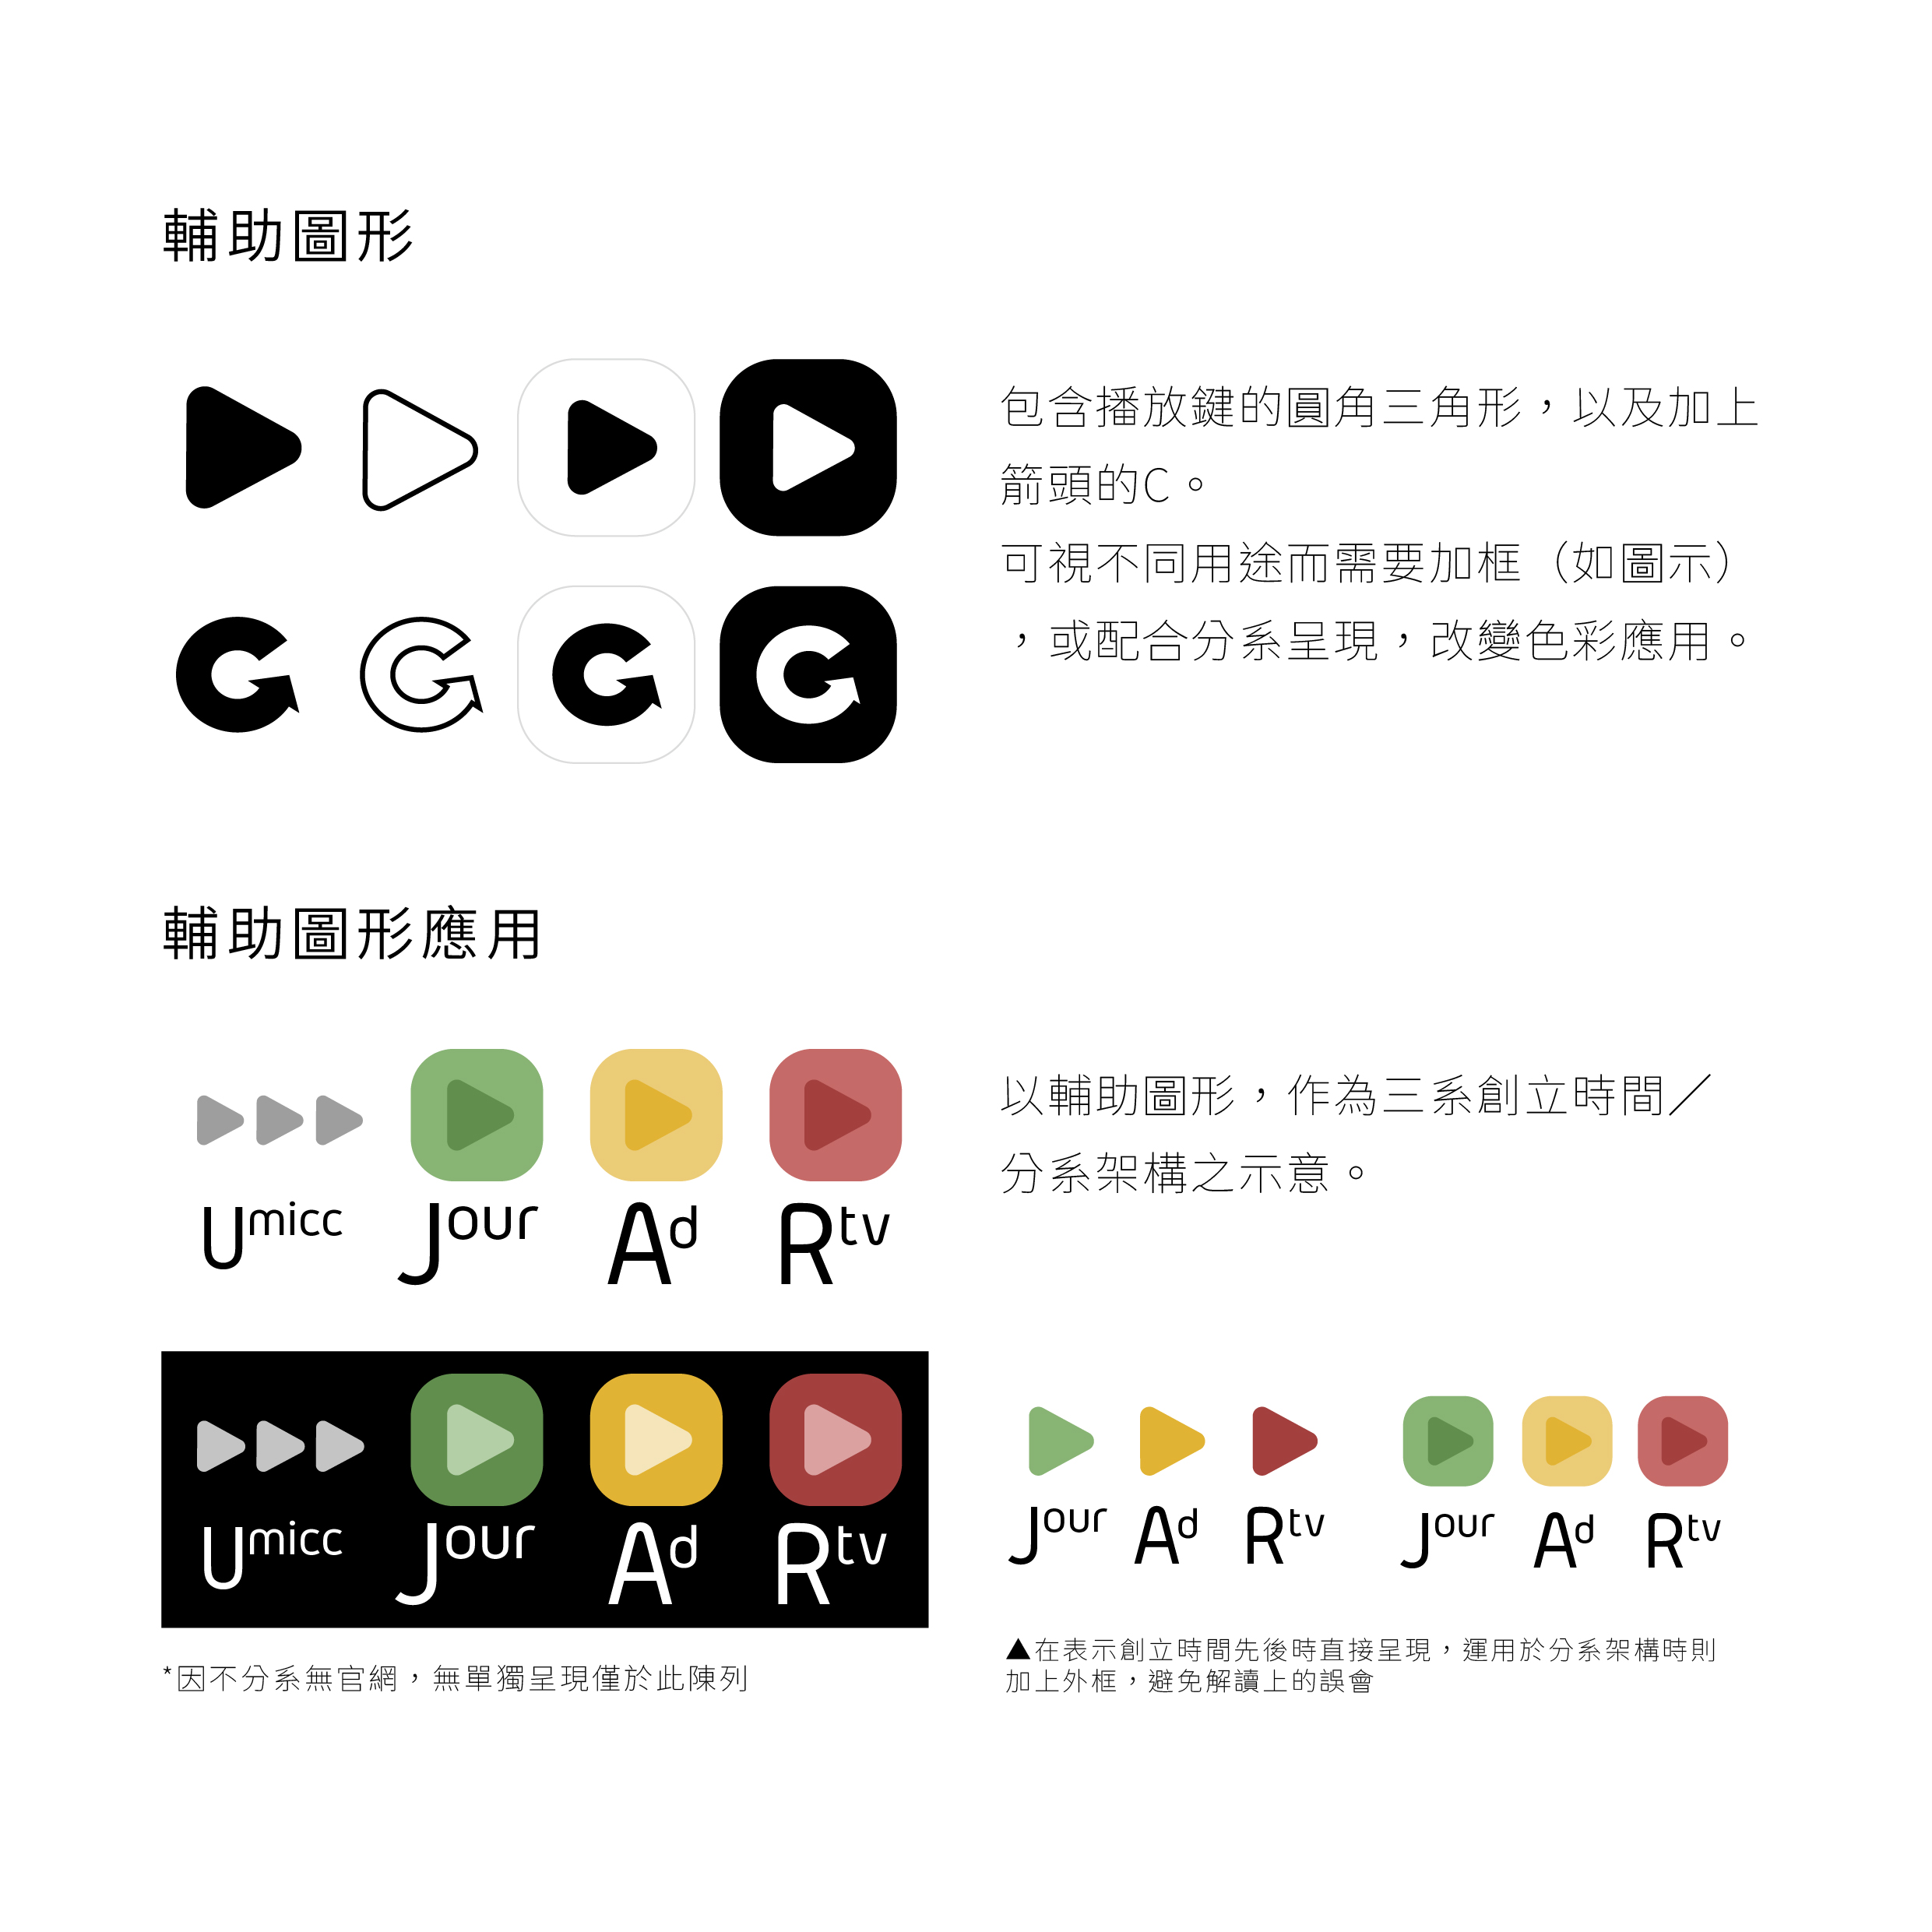 輔助圖形
包含播放鍵的圓角三角形，以及加上
箭頭的C。
可視不同用途而需要加框（如圖示）
，或配合分系呈現，改變色彩應用。
輔助圖形應用
以輔助圖形，作為三系創立時間／
分系架構之示意。
Umicc Jour Ad Rtv
Umicc Jour Ad Rtv
Jour Ad Rtv Jour Ad Rtv
*因不分系無官網，無單獨呈現僅於此陳列
▲在表示創立時間先後時直接呈現，運用於分系架構時則
加上外框，避免解讀上的誤會